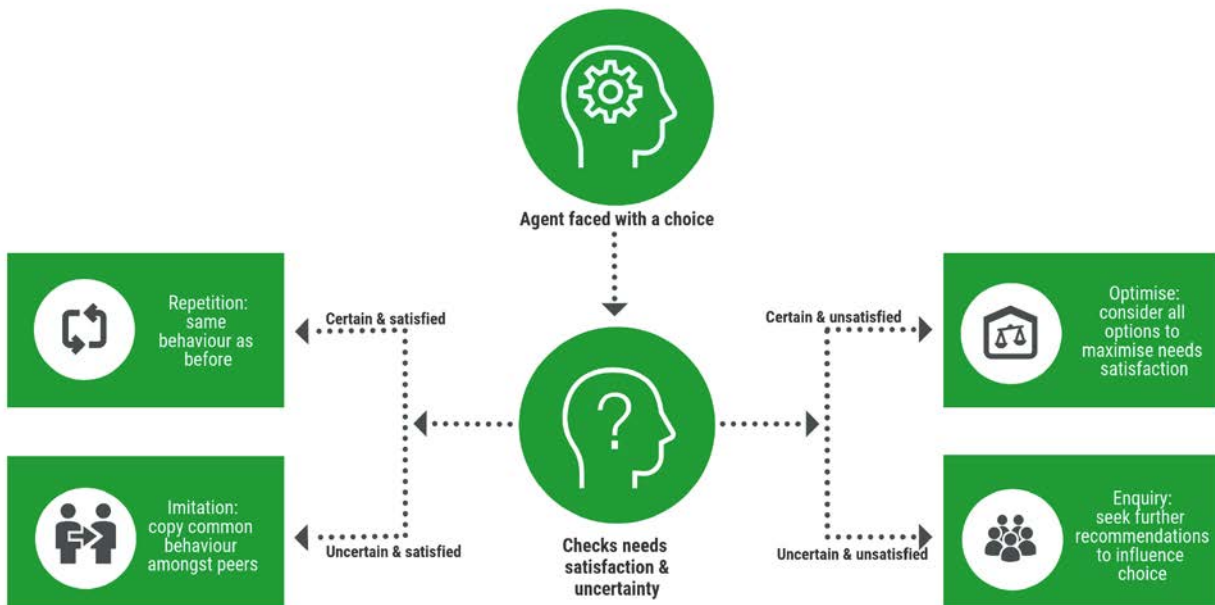 Agent faced with a choice
Certain & satisfied
Repetition:
same
behaviour as
before
Certain & unsatisfied
Optimise:
consider all
options to
maximise needs
satisfaction
?
Imitation:
copy common
behaviour
amongst peers
Uncertain & satisfied
Checks needs
satisfaction &
uncertainty
Uncertain & unsatisfied
Enquiry:
seek further
recommendations
to influence
choice